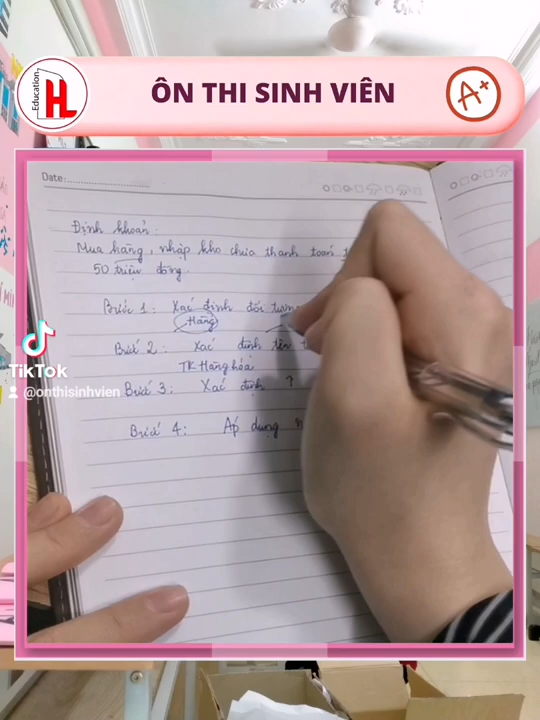 Education
HL
ÔN THI SINH VIÊN
A+
Date:
Định khoản:
Mua hàng, nhập kho chưa thanh toán
50 triệu đồng.
Bước 1: Xác định đối tượng
Hàng
Bước 2: Xác định tên
TK Hàng hóa
Bước 3: Xác định ?
Bước 4: Áp dụng
TikTok
@onthisinhvien